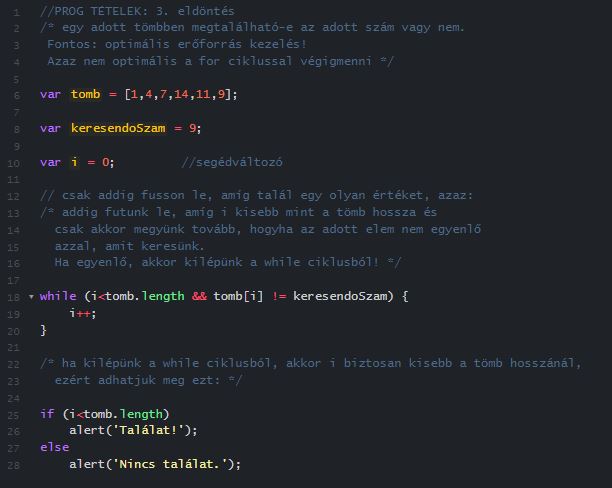 1 //PROG TÉTELEK: 3. eldöntés
2 /* egy adott tömbben megtalálható-e az adott szám vagy nem.
3 Fontos: optimális erőforrás kezelés!
4 Azaz nem optimális a for ciklussal végigmenni */
5
6 var tomb = [1,4,7,14,11,9];
7
8 var keresendoSzam = 9;
9
10 var i = 0; //segédváltozó
11
12 // csak addig fusson le, amíg talál egy olyan értéket, azaz:
13 /* addig futunk le, amíg i kisebb mint a tömb hossza és
14 csak akkor megyünk tovább, hogyha az adott elem nem egyenlő
15 azzal, amit keresünk.
16 Ha egyenlő, akkor kilépünk a while ciklusból! */
17
18 while (i<tomb.length && tomb[i] != keresendoSzam) {
19 i++;
20 }
21
22 /* ha kilépünk a while ciklusból, akkor i biztosan kisebb a tömb hosszánál,
23 ezért adhatjuk meg ezt: */
24
25 if (i<tomb.length)
26 alert('Találat!');
27 else
28 alert('Nincs találat.');